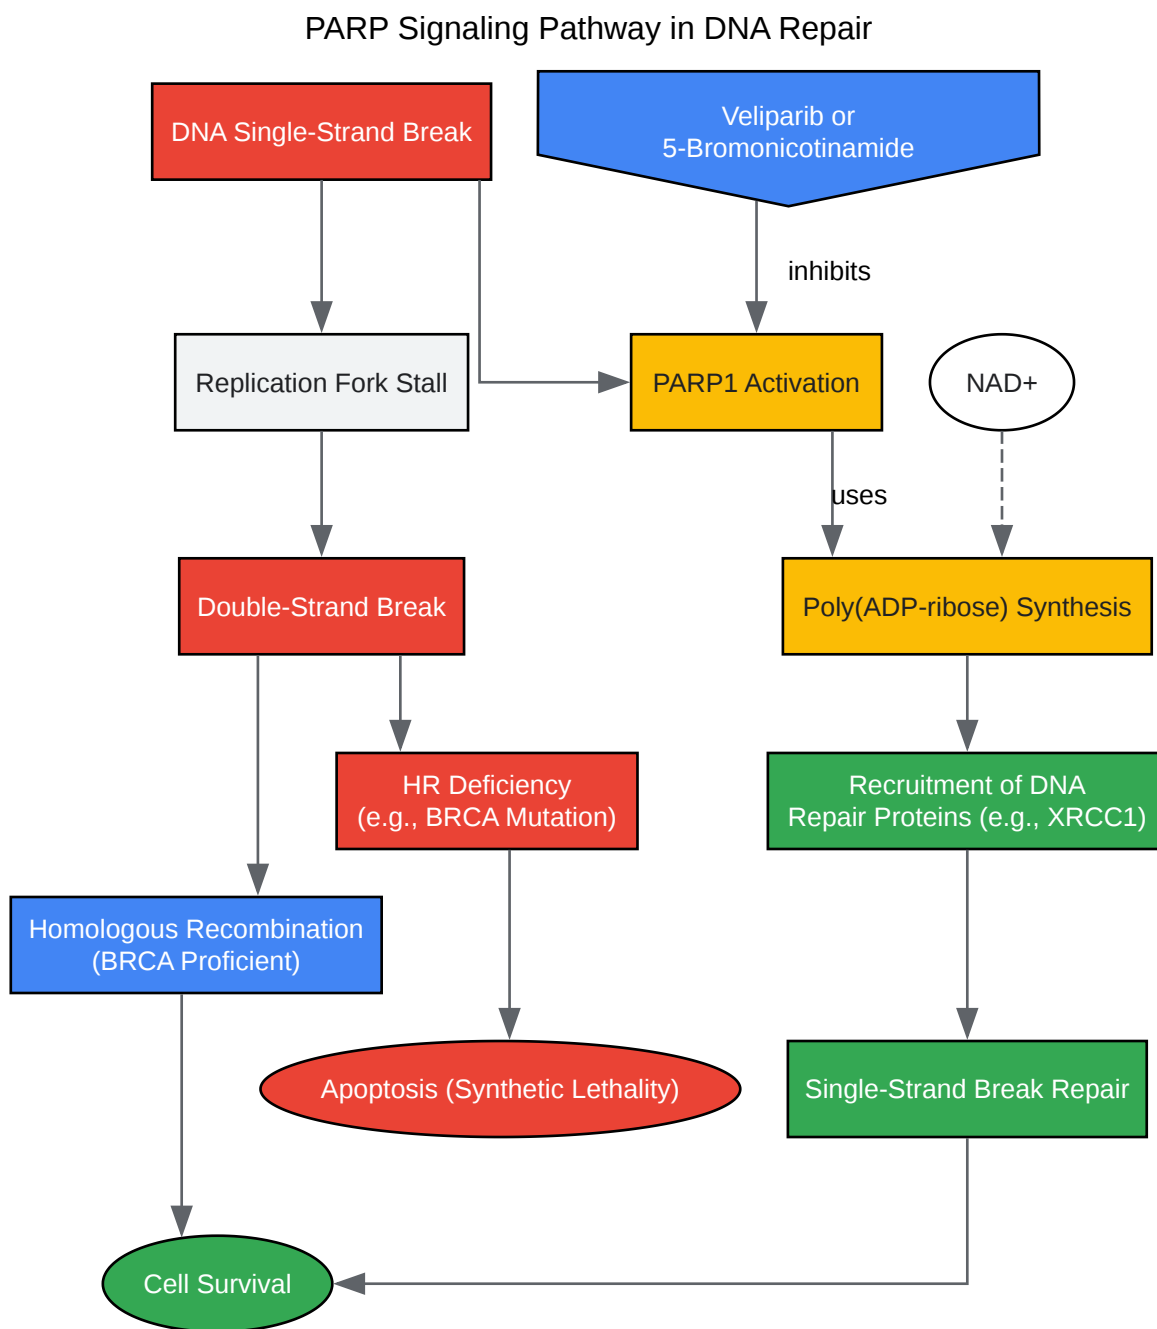 PARP Signaling Pathway in DNA Repair
DNA Single-Strand Break
Veliparib or
5-Bromonicotinamide
inhibits
Replication Fork Stall
PARP1 Activation
NAD+
uses
Double-Strand Break
Poly(ADP-ribose) Synthesis
HR Deficiency
(e.g., BRCA Mutation)
Recruitment of DNA
Repair Proteins (e.g., XRCC1)
Homologous Recombination
(BRCA Proficient)
Apoptosis (Synthetic Lethality)
Single-Strand Break Repair
Cell Survival